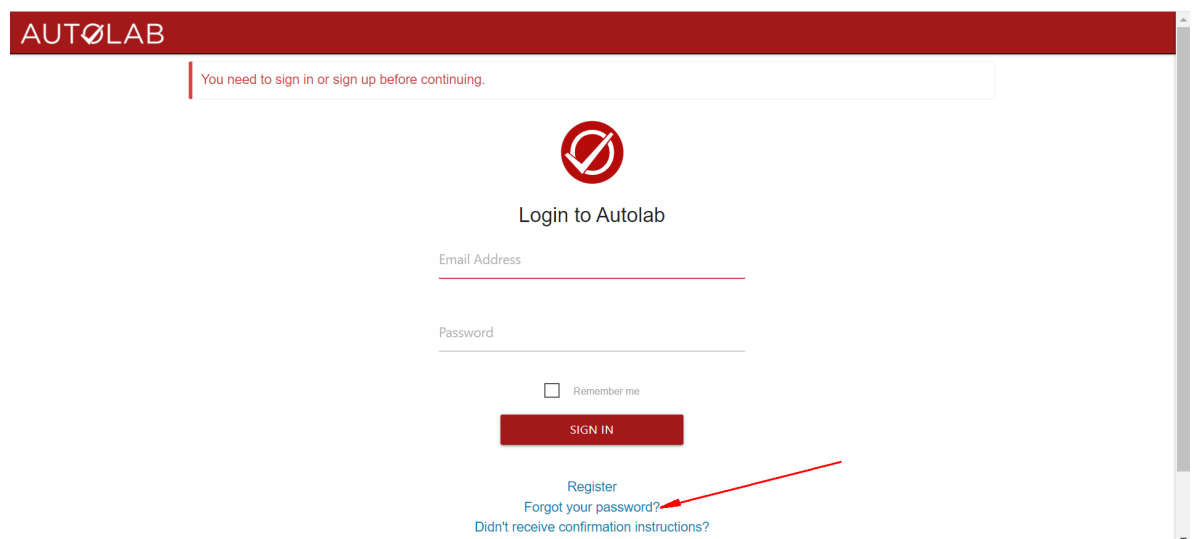 AUTOLAB
You need to sign in or sign up before continuing.
Login to Autolab
Email Address
Password
Remember me
SIGN IN
Register
Forgot your password?
Didn't receive confirmation instructions?